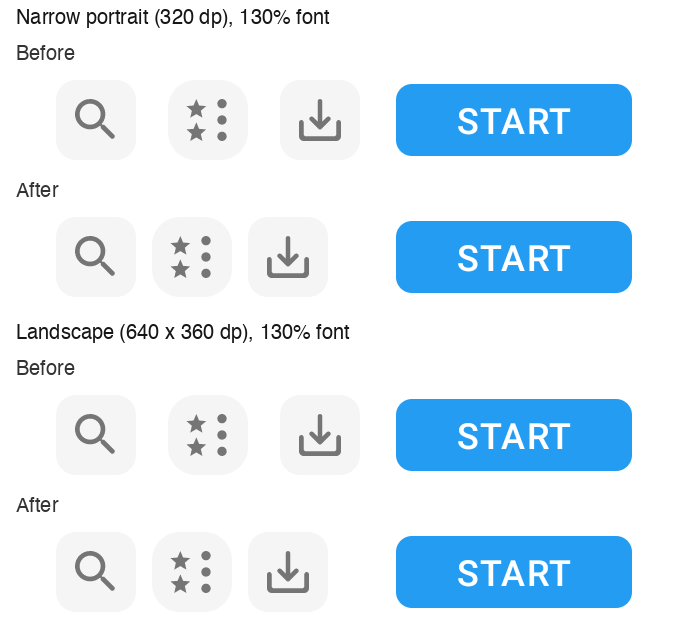 Narrow portrait (320 dp), 130% font
Before
START
After
START
Landscape (640 x 360 dp), 130% font
Before
START
After
START